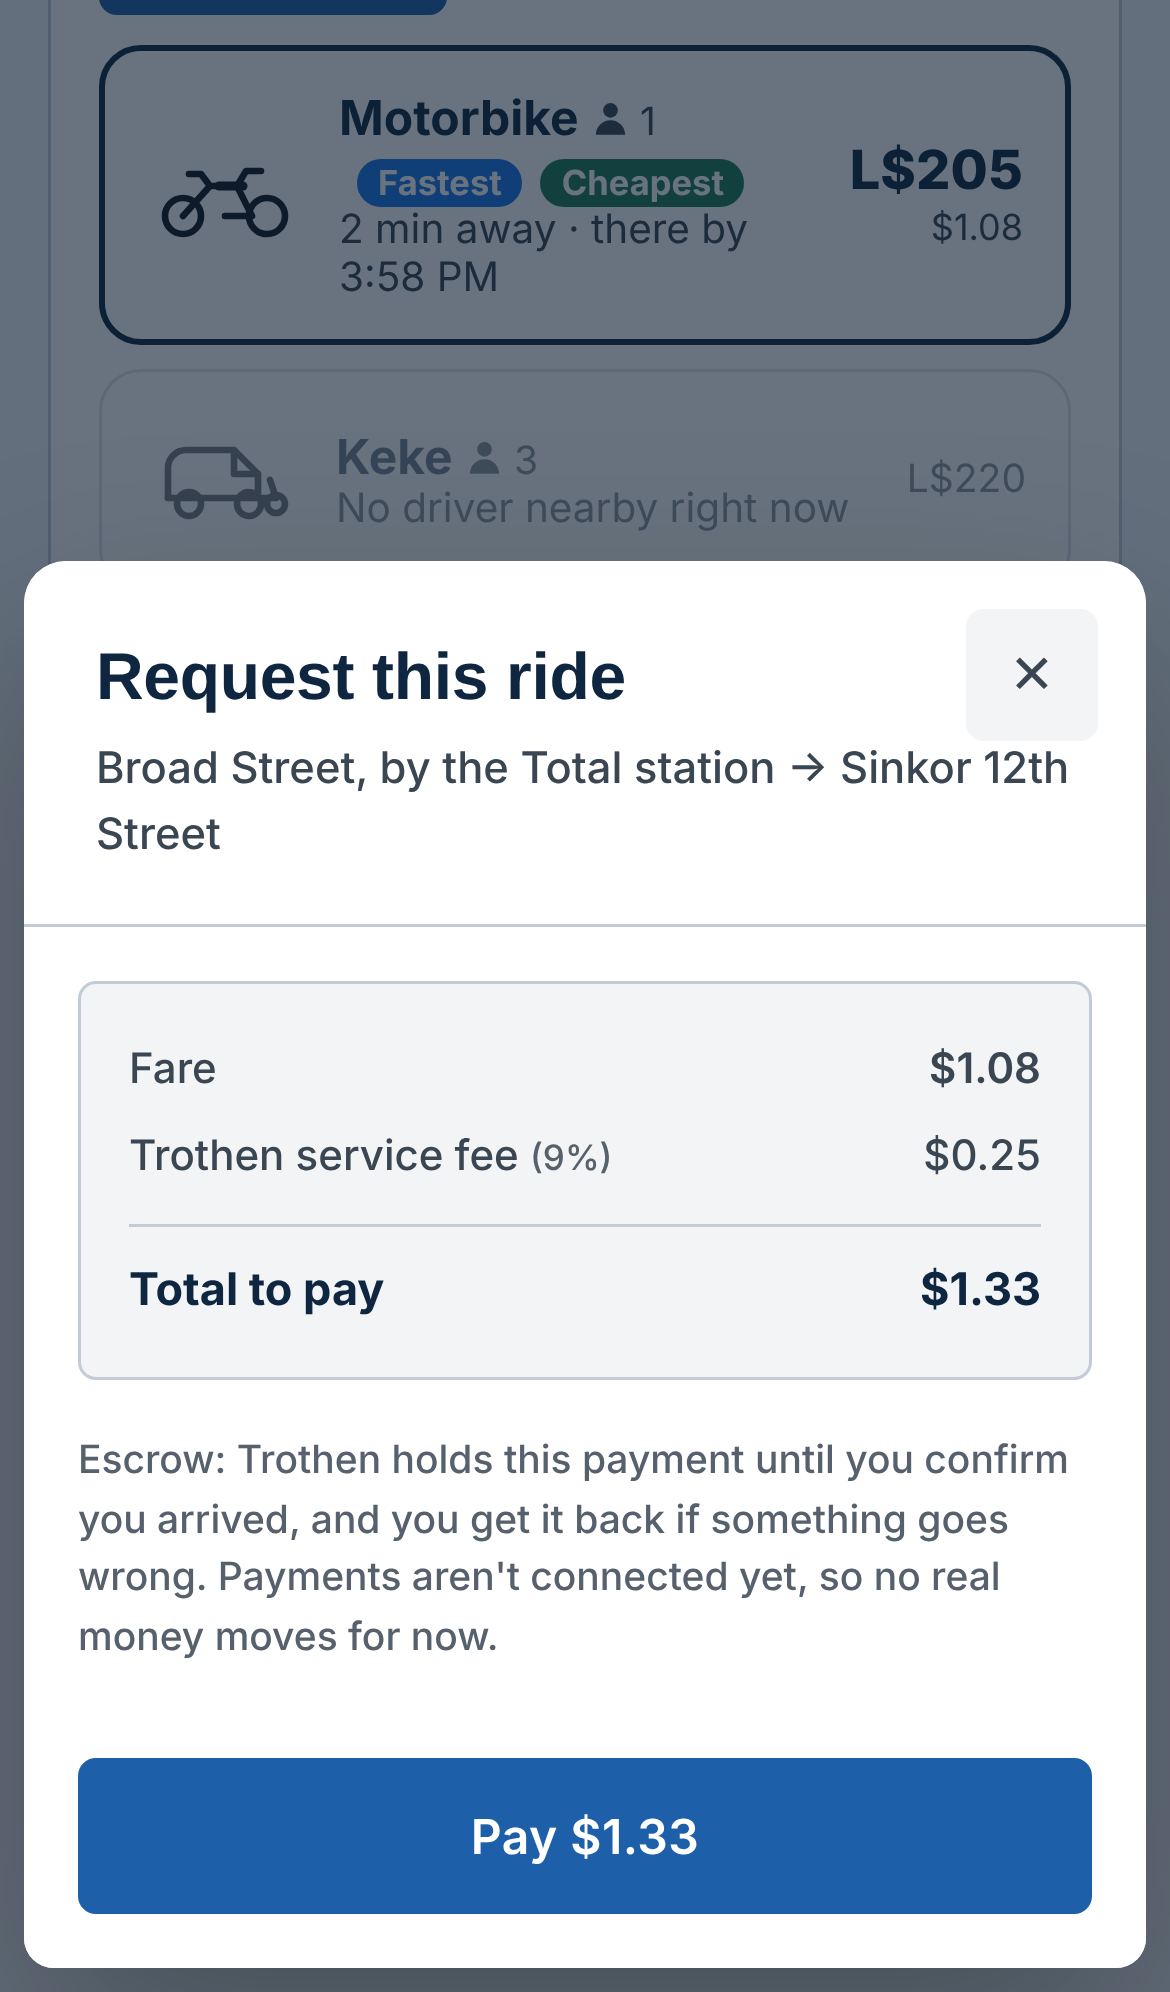 Motorbike 1
Fastest Cheapest
2 min away · there by
3:58 PM
L$205
$1.08
Keke 3
No driver nearby right now
L$220
Request this ride
×
Broad Street, by the Total station → Sinkor 12th
Street
Fare $1.08
Trothen service fee (9%) $0.25
Total to pay $1.33
Escrow: Trothen holds this payment until you confirm
you arrived, and you get it back if something goes
wrong. Payments aren't connected yet, so no real
money moves for now.
Pay $1.33